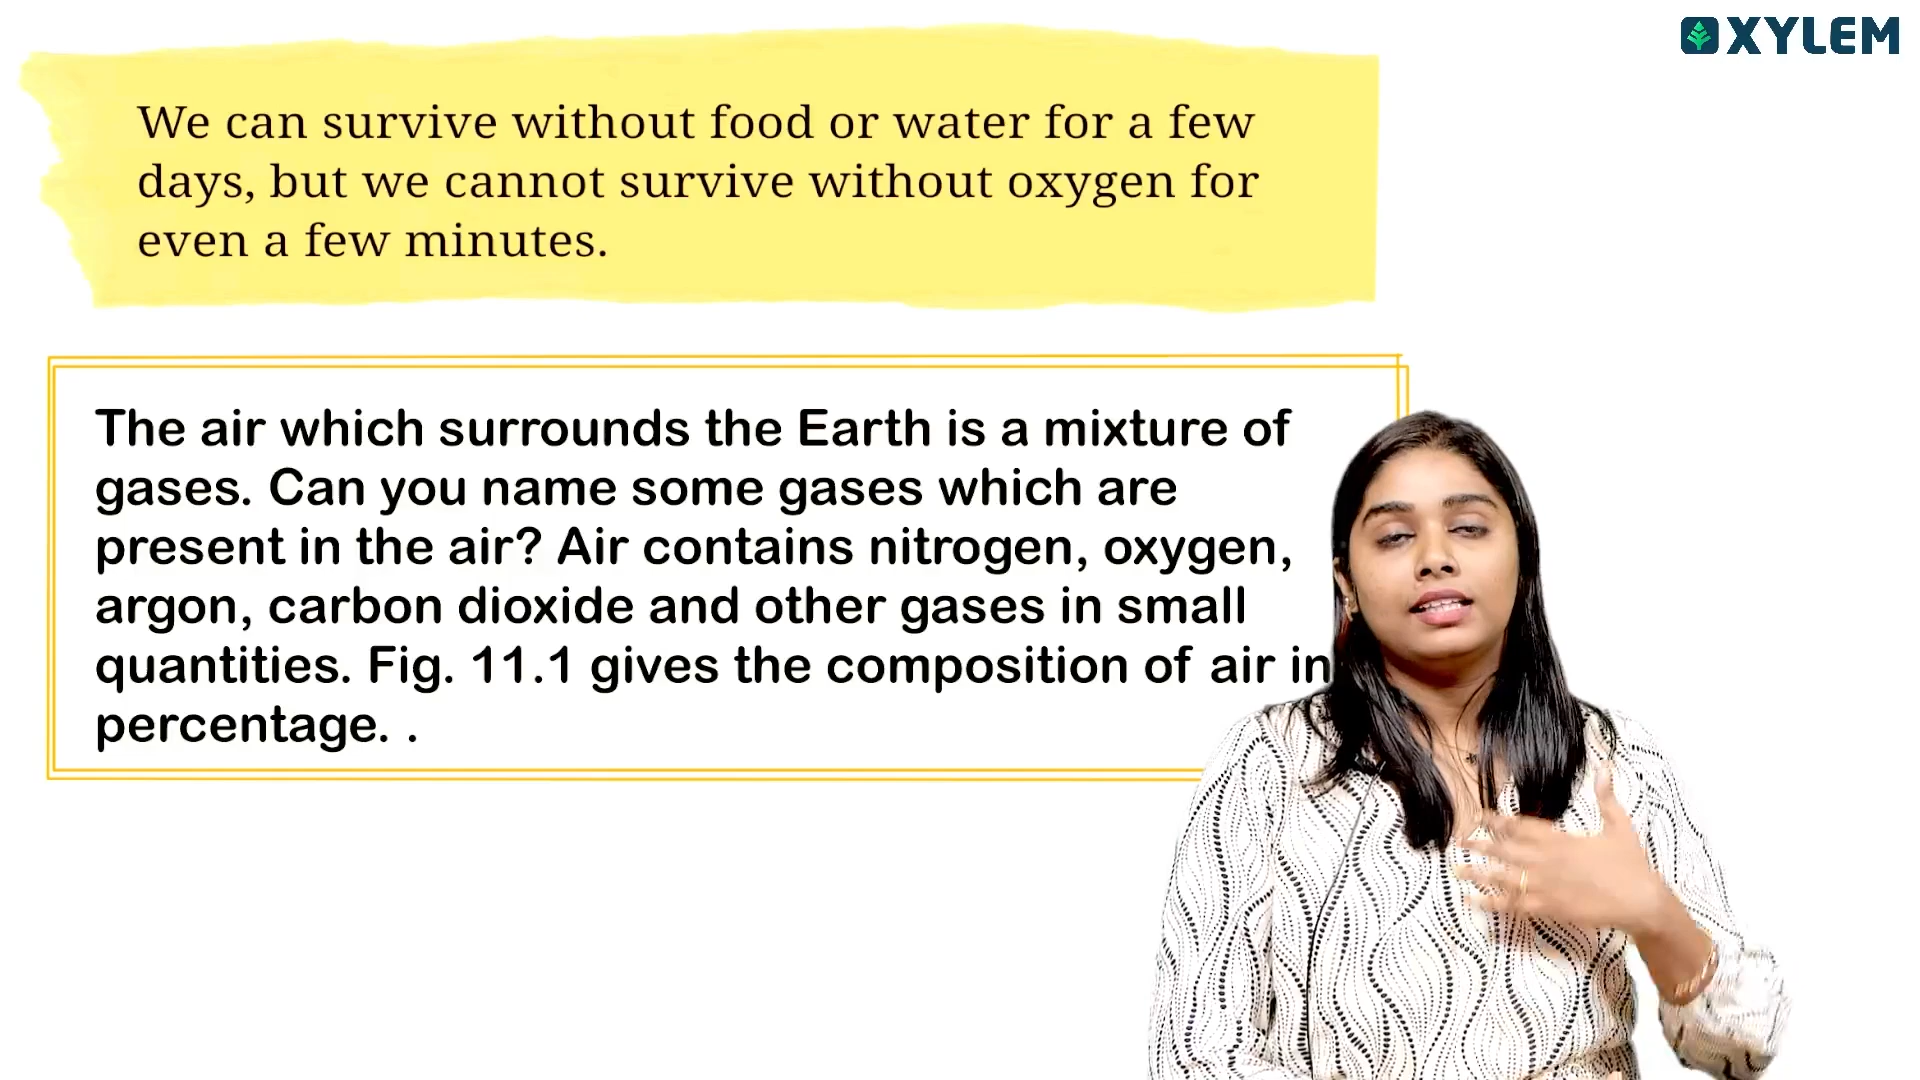 XYLEM
We can survive without food or water for a few
days, but we cannot survive without oxygen for
even a few minutes.
The air which surrounds the Earth is a mixture of
gases. Can you name some gases which are
present in the air? Air contains nitrogen, oxygen,
argon, carbon dioxide and other gases in small
quantities. Fig. 11.1 gives the composition of air in
percentage. .